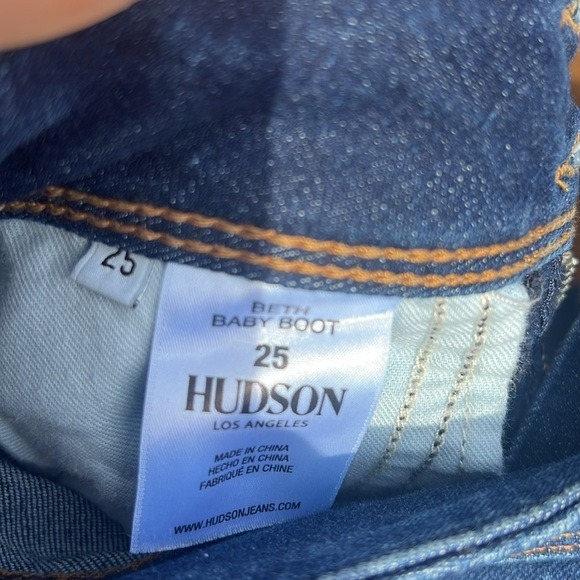 25
BETH
BABY BOOT
25
HUDSON
LOS ANGELES
MADE IN CHINA
HECHO EN CHINA
FABRIQUÉ EN CHINE
WWW.HUDSONJEANS.COM